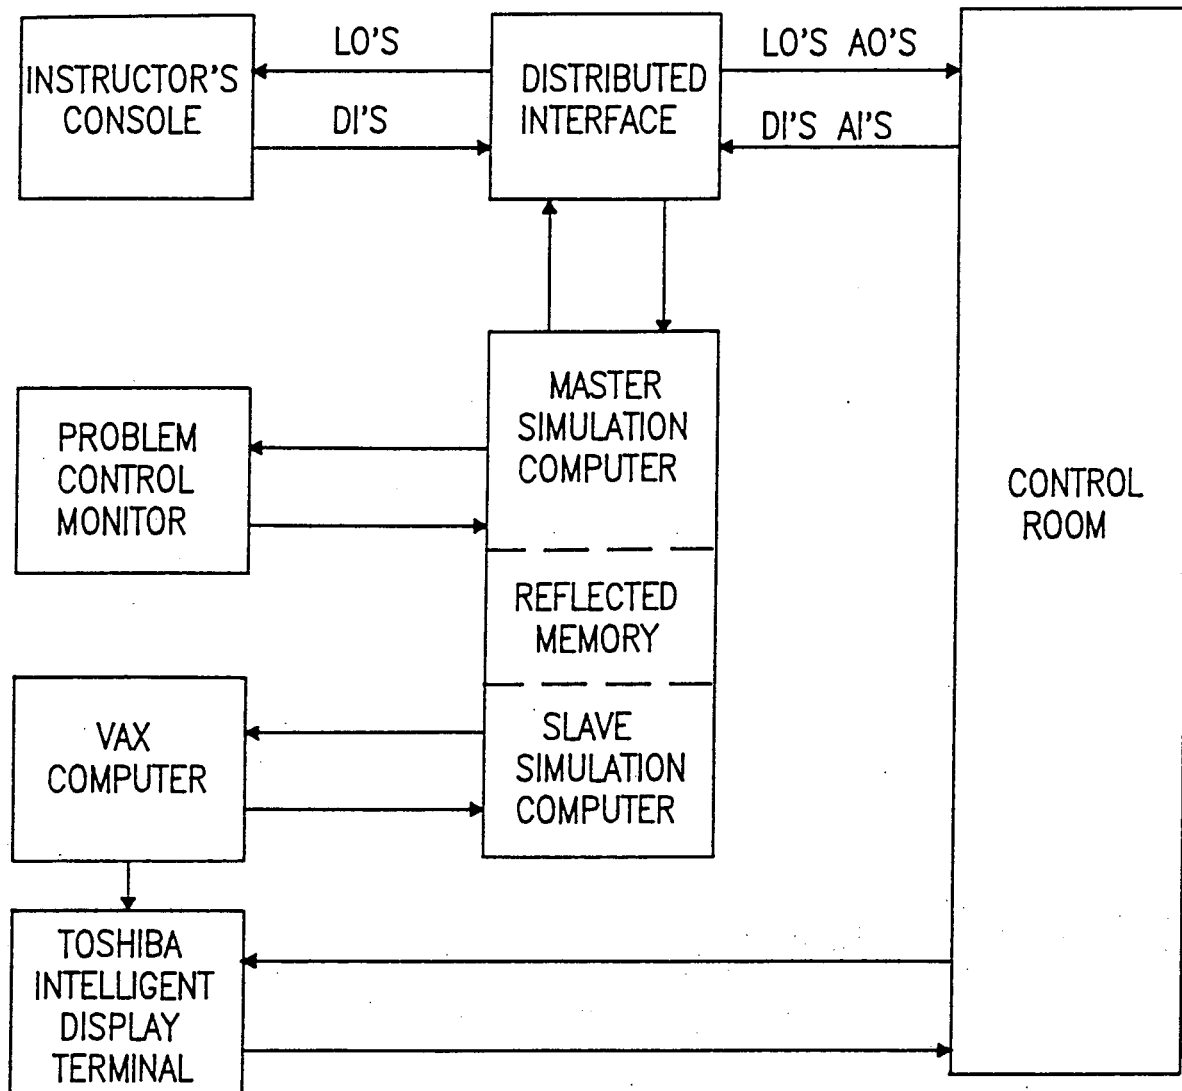 INSTRUCTOR'S
CONSOLE
LO'S
DI'S
DISTRIBUTED
INTERFACE
LO'S AO'S
DI'S AI'S
PROBLEM
CONTROL
MONITOR
MASTER
SIMULATION
COMPUTER
REFLECTED
MEMORY
SLAVE
SIMULATION
COMPUTER
CONTROL
ROOM
VAX
COMPUTER
TOSHIBA
INTELLIGENT
DISPLAY
TERMINAL